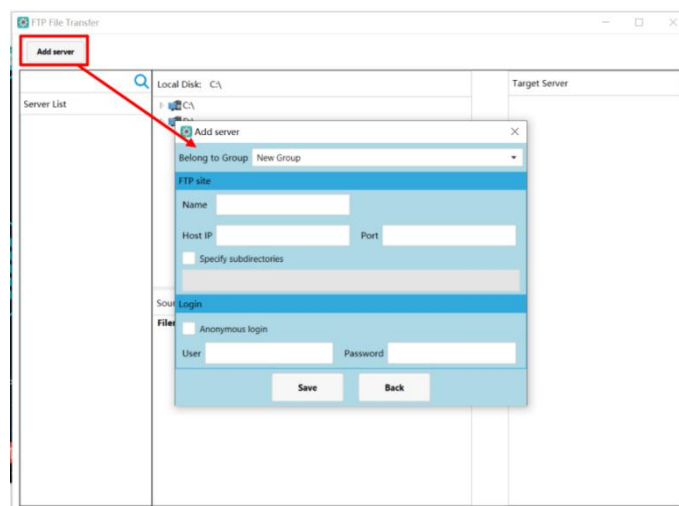 FTP File Transfer
Add server
Local Disk: C:\
Target Server
Server List
C:\
Add server
Belong to Group New Group
FTP site
Name
Host IP Port
Specify subdirectories
Login
Anonymous login
User Password
Save Back